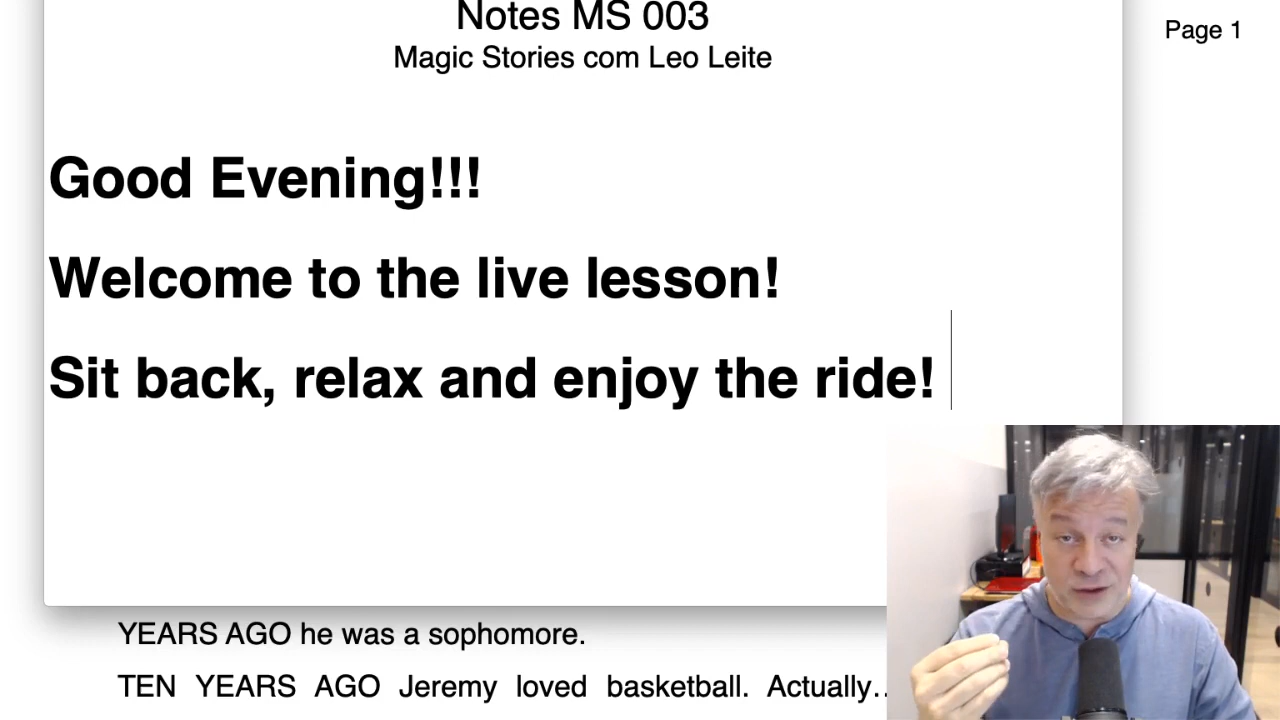 Notes MS 003
Magic Stories com Leo Leite
Page 1
Good Evening!!!
Welcome to the live lesson!
Sit back, relax and enjoy the ride!
YEARS AGO he was a sophomore.
TEN YEARS AGO Jeremy loved basketball. Actually…